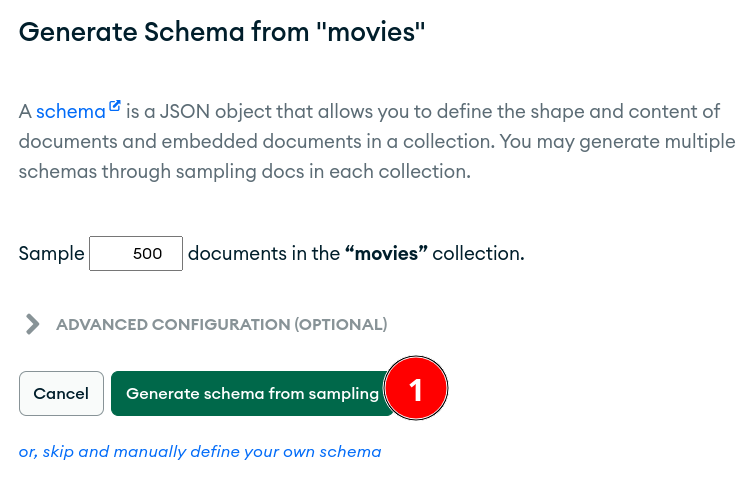 Generate Schema from "movies"
A schema is a JSON object that allows you to define the shape and content of
documents and embedded documents in a collection. You may generate multiple
schemas through sampling docs in each collection.
Sample 500 documents in the “movies” collection.
ADVANCED CONFIGURATION (OPTIONAL)
Cancel Generate schema from sampling 1
or, skip and manually define your own schema